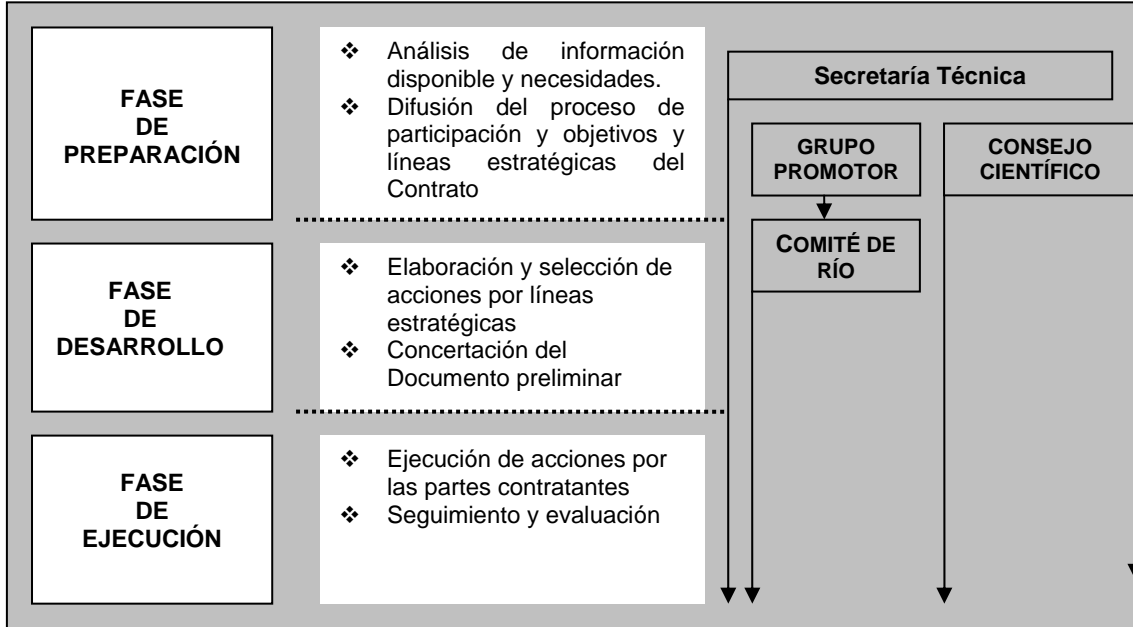 FASE
DE
PREPARACIÓN
❖ Análisis de información
disponible y necesidades.
❖ Difusión del proceso de
participación y objetivos y
líneas estratégicas del
Contrato
Secretaría Técnica
GRUPO
PROMOTOR
CONSEJO
CIENTÍFICO
COMITÉ DE
RÍO
FASE
DE
DESARROLLO
❖ Elaboración y selección de
acciones por líneas
estratégicas
❖ Concertación del
Documento preliminar
FASE
DE
EJECUCIÓN
❖ Ejecución de acciones por
las partes contratantes
❖ Seguimiento y evaluación